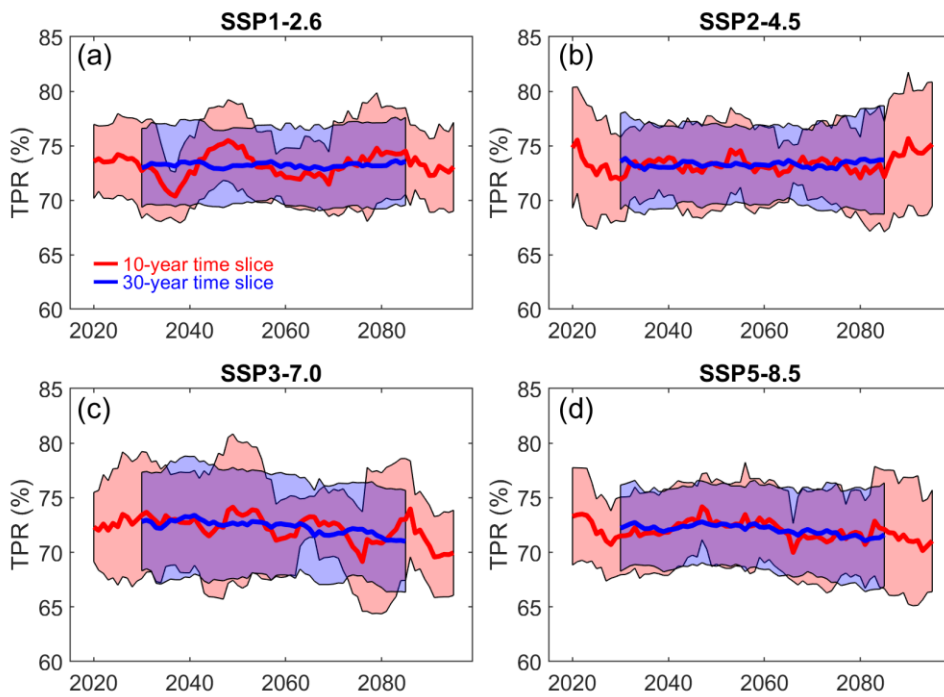 SSP1-2.6
(a)
85
80
75
70
65
60
TPR (%)
10-year time slice
30-year time slice
2020 2040 2060 2080
SSP2-4.5
(b)
85
80
75
70
65
60
TPR (%)
2020 2040 2060 2080
SSP3-7.0
(c)
85
80
75
70
65
60
TPR (%)
2020 2040 2060 2080
SSP5-8.5
(d)
85
80
75
70
65
60
TPR (%)
2020 2040 2060 2080